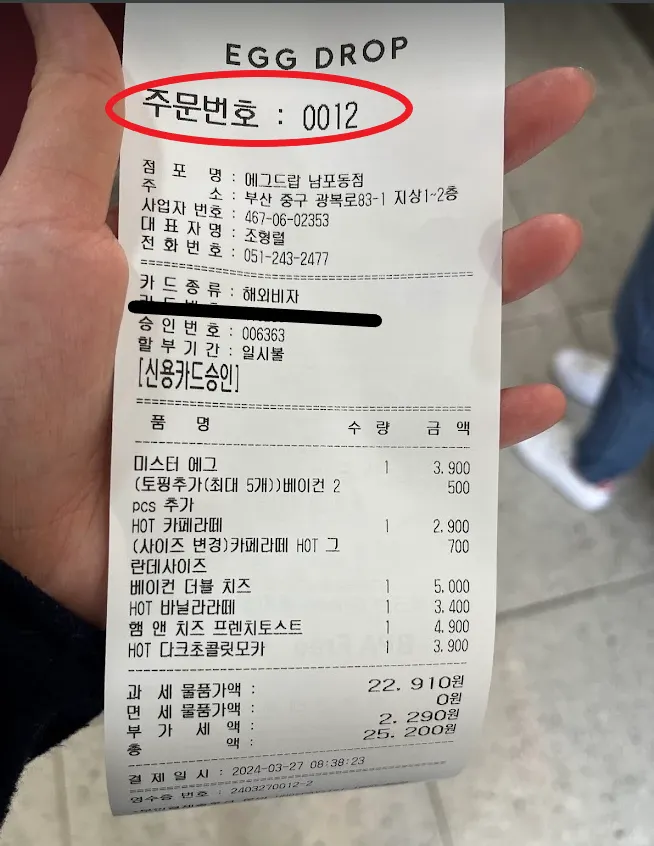 EGG DROP
주문번호 : 0012
점 포 명 : 에그드랍 남포동점
주 소 : 부산 중구 광복로83-1 지상1~2층
사업자 번호 : 467-06-02353
대 표 자 명 : 조형렬
전 화 번 호 : 051-243-2477
카 드 종 류 : 해외비자
승 인 번 호 : 006363
할 부 기 간 : 일시불
[신용카드승인]
품 명 수 량 금 액
미스터 에그 1 3.900
(토핑추가(최대 5개))베이컨 2 500
pcs 추가
HOT 카페라떼 1 2.900
(사이즈 변경)카페라떼 HOT 그 700
란데사이즈
베이컨 더블 치즈 1 5.000
HOT 바닐라라떼 1 3.400
햄 앤 치즈 프렌치토스트 1 4.900
HOT 다크초콜릿모카 1 3.900
과 세 물품가액 : 22.910원
면 세 물품가액 : 0원
부 가 세 액 : 2.290원
총 액 : 25.200원
결 제 일 시 : 2024-03-27 08:38:23
영수증 번호 : 2403270012-2